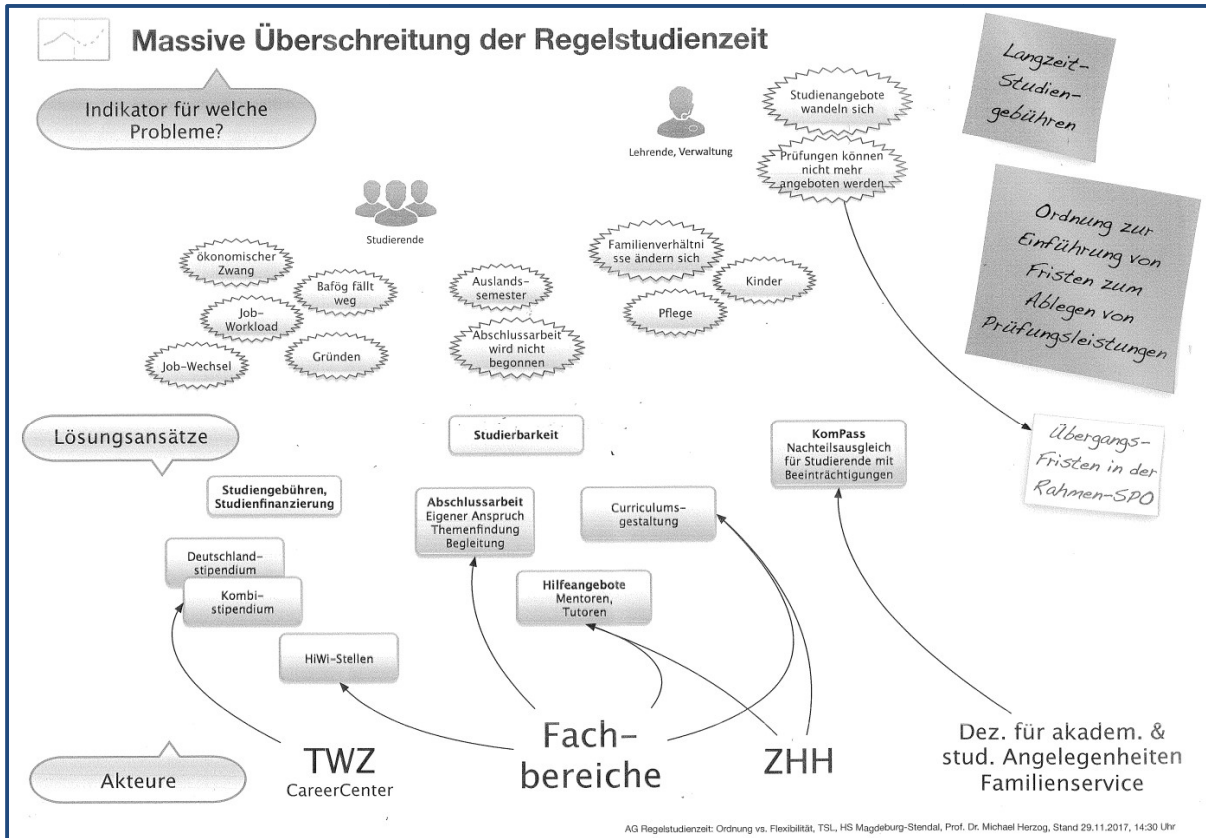 Massive Überschreitung der Regelstudienzeit
Indikator für welche
Probleme?
Langzeit-
Studien-
gebühren
Studienangebote
wandeln sich
Lehrende, Verwaltung
Prüfungen können
nicht mehr
angeboten werden
Ordnung zur
Einführung von
Fristen zum
Ablegen von
Prüfungsleistungen
Studierende
ökonomischer
Zwang
Bafög fällt
weg
Job-
Workload
Job-Wechsel
Gründen
Auslands-
semester
Abschlussarbeit
wird nicht
begonnen
Familienverhältni
sse ändern sich
Kinder
Pflege
Lösungsansätze
Studierbarkeit
KomPass
Nachteilsausgleich
für Studierende mit
Beeinträchtigungen
Übergangs-
Fristen in der
Rahmen-SPO
Studiengebühren,
Studienfinanzierung
Abschlussarbeit
Eigener Anspruch
Themenfindung
Begleitung
Curriculums-
gestaltung
Deutschland-
stipendium
Kombi-
stipendium
Hilfeangebote
Mentoren,
Tutoren
HiWi-Stellen
Akteure
TWZ
CareerCenter
Fach-
bereiche
ZHH
Dez. für akadem. &
stud. Angelegenheiten
Familienservice
AG Regelstudienzeit: Ordnung vs. Flexibilität, TSL, HS Magdeburg-Stendal, Prof. Dr. Michael Herzog, Stand 29.11.2017, 14:30 Uhr